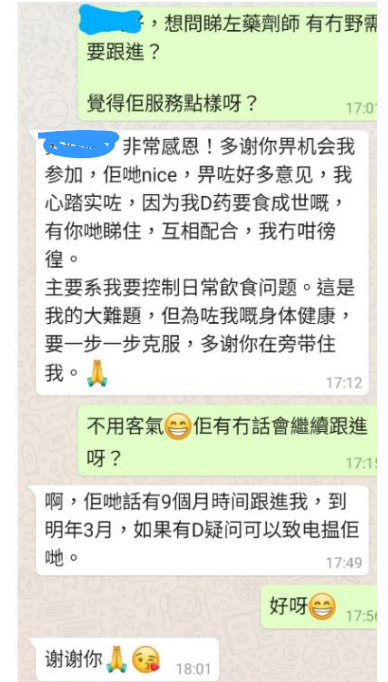 ，想問睇左藥劑師 有冇野需
要跟進？
覺得佢服務點樣呀？
17:0
非常感恩！多谢你畀机会我
参加，佢哋nice，畀咗好多意见，我
心踏实咗，因为我D药要食成世嘅，
有你哋睇住，互相配合，我冇咁徬
徨。
主要系我要控制日常飲食问题。這是
我的大難題，但為咗我嘅身体健康，
要一步一步克服，多谢你在旁带住
我。🙏
17:12
不用客氣😁佢有冇話會繼續跟進
呀？
17:1
啊，佢哋話有9個月時间跟進我，到
明年3月，如果有D疑问可以致电搵佢
哋。
17:49
好呀😁
17:5
谢谢你🙏😘
18:01